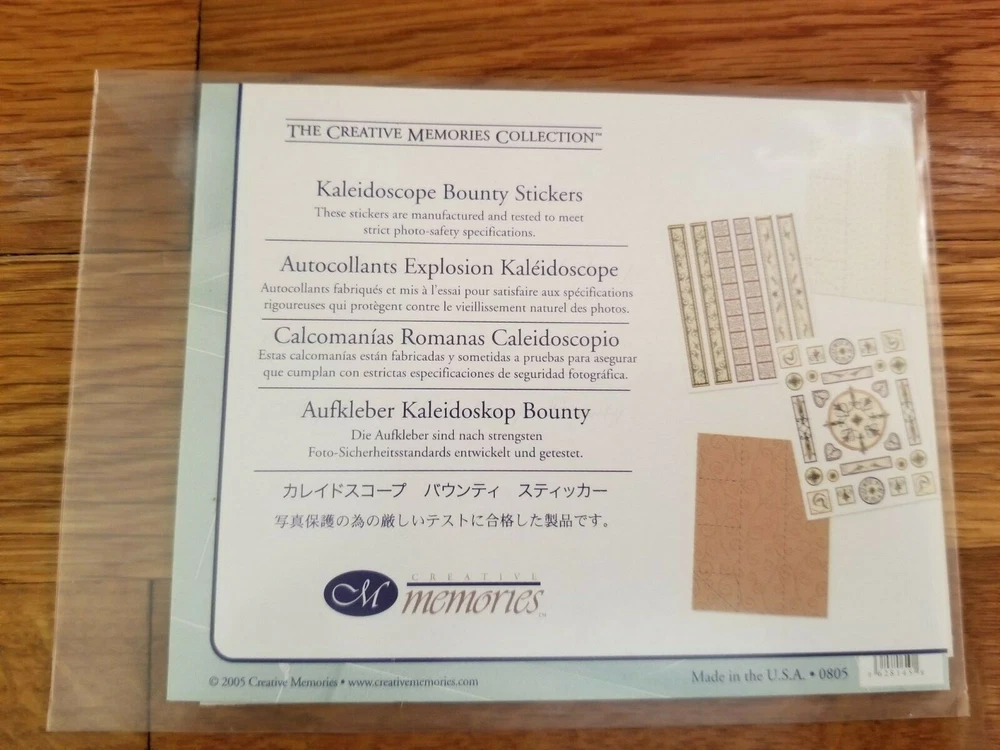 THE CREATIVE MEMORIES COLLECTION™
Kaleidoscope Bounty Stickers
These stickers are manufactured and tested to meet
strict photo-safety specifications.
Autocollants Explosion Kaléidoscope
Autocollants fabriqués et mis à l'essai pour satisfaire aux spécifications
rigoureuses qui protègent contre le vieillissement naturel des photos.
Calcomanías Romanas Caleidoscopio
Estas calcomanías están fabricadas y sometidas a pruebas para asegurar
que cumplan con estrictas especificaciones de seguridad fotográfica.
Aufkleber Kaleidoskop Bounty
Die Aufkleber sind nach strengsten
Foto-Sicherheitsstandards entwickelt und getestet.
カレイドスコープ バウンティ スティッカー
写真保護の為の厳しいテストに合格した製品です。
M CREATIVE
memories™
© 2005 Creative Memories • www.creativememories.com
Made in the U.S.A. • 0805